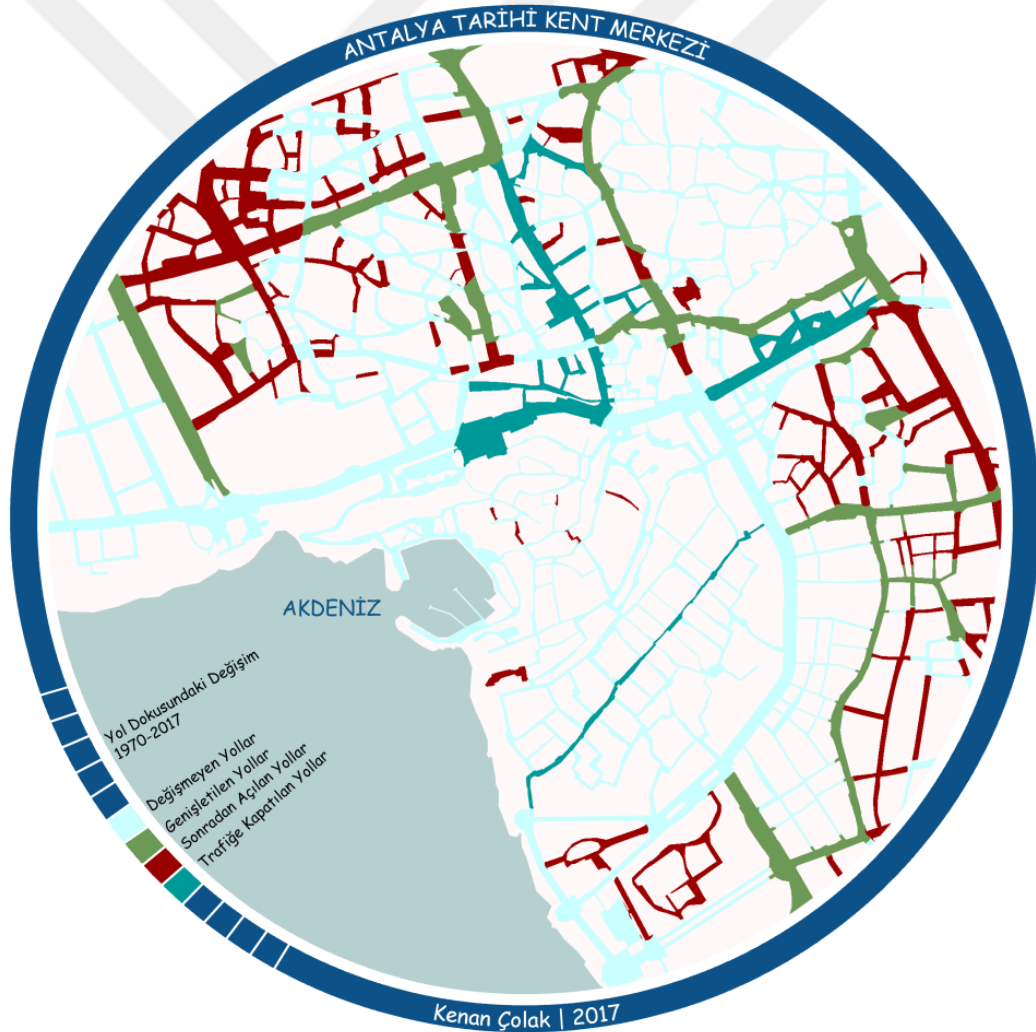 ANTALYA TARİHİ KENT MERKEZİ
AKDENİZ
Yol Dokusundaki Değişim
1970-2017
Değişmeyen Yollar
Genişletilen Yollar
Sonradan Açılan Yollar
Trafiğe Kapatılan Yollar
Kenan Çolak | 2017